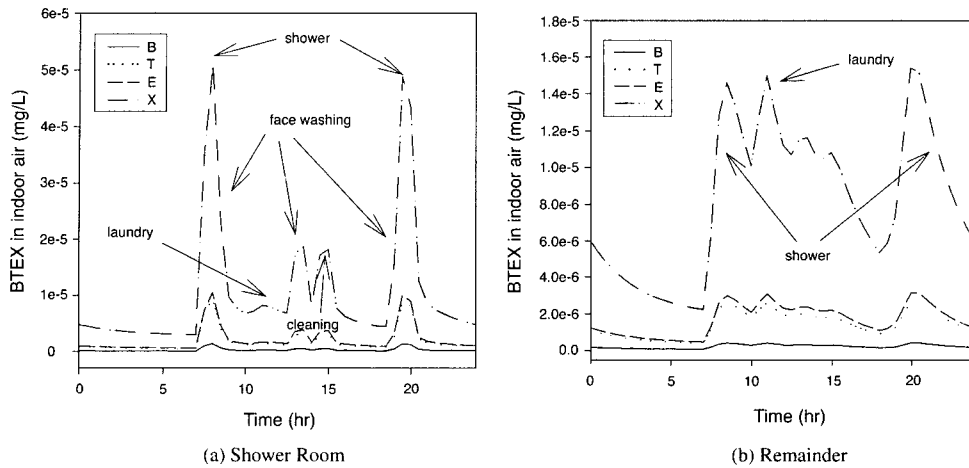 6e-5
5e-5
4e-5
3e-5
2e-5
1e-5
0
BTEX in indoor air (mg/L)
B
T
E
X
shower
face washing
laundry
cleaning
0 5 10 15 20
Time (hr)
(a) Shower Room
1.8e-5
1.6e-5
1.4e-5
1.2e-5
1.0e-5
8.0e-6
6.0e-6
4.0e-6
2.0e-6
0.0
BTEX in indoor air (mg/L)
B
T
E
X
laundry
shower
0 5 10 15 20
Time (hr)
(b) Remainder